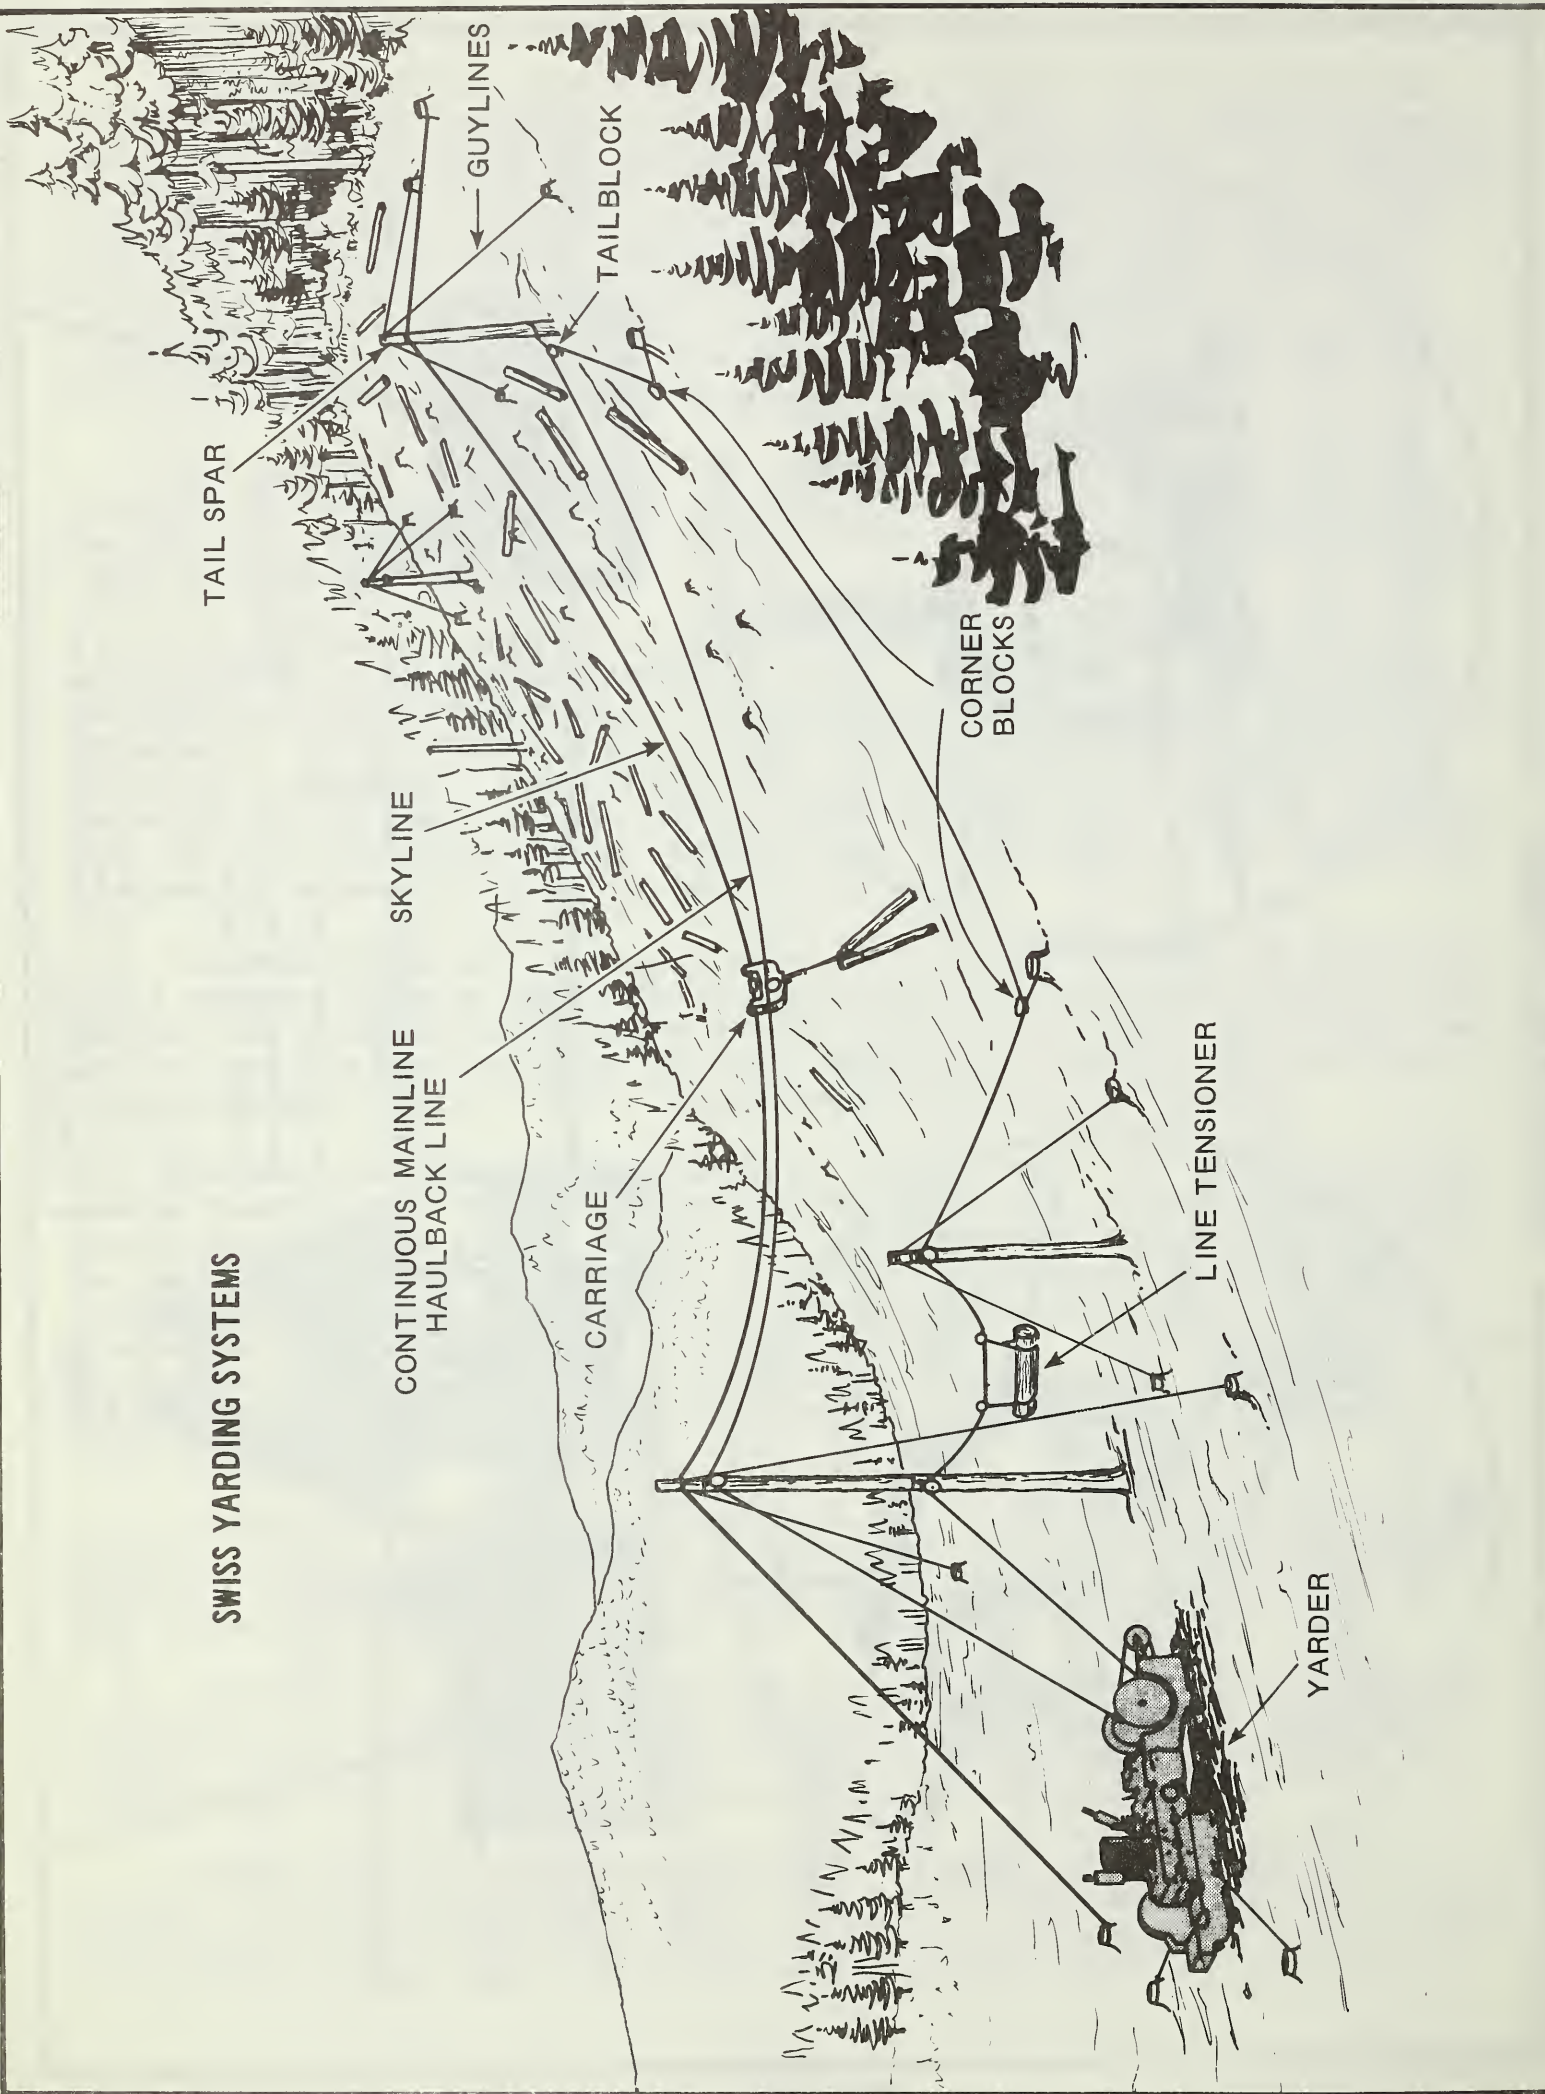 SWISS YARDING SYSTEMS
TAIL SPAR
GUYLINES
TAILBLOCK
SKYLINE
CONTINUOUS MAINLINE
HAULBACK LINE
CARRIAGE
CORNER
BLOCKS
LINE TENSIONER
YARDER